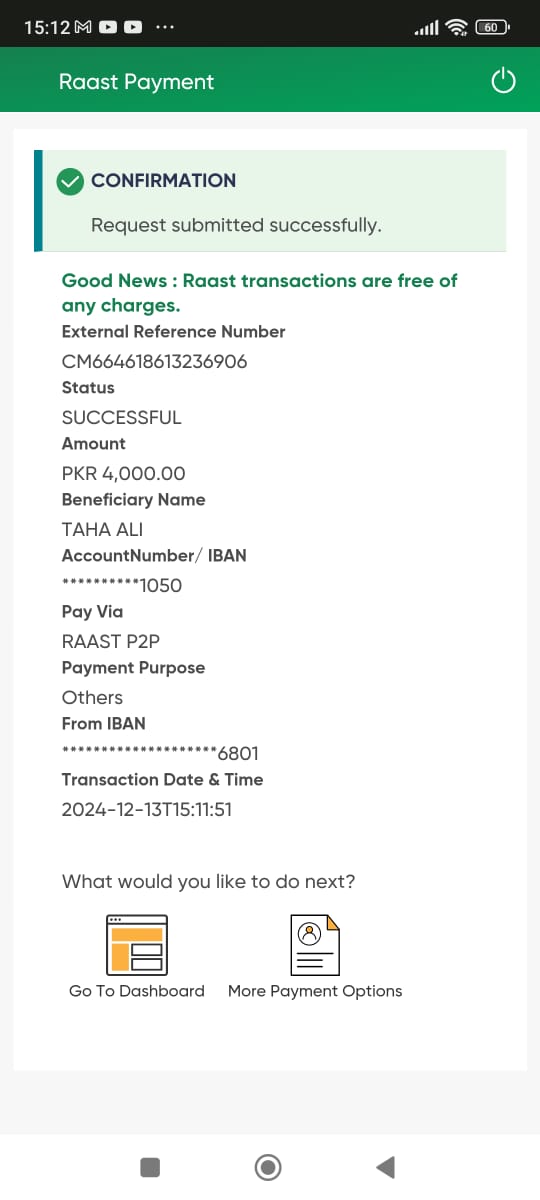 15:12
60
Raast Payment
CONFIRMATION
Request submitted successfully.
Good News : Raast transactions are free of
any charges.
External Reference Number
CM664618613236906
Status
SUCCESSFUL
Amount
PKR 4,000.00
Beneficiary Name
TAHA ALI
AccountNumber/ IBAN
**********1050
Pay Via
RAAST P2P
Payment Purpose
Others
From IBAN
********************6801
Transaction Date & Time
2024-12-13T15:11:51
What would you like to do next?
Go To Dashboard
More Payment Options